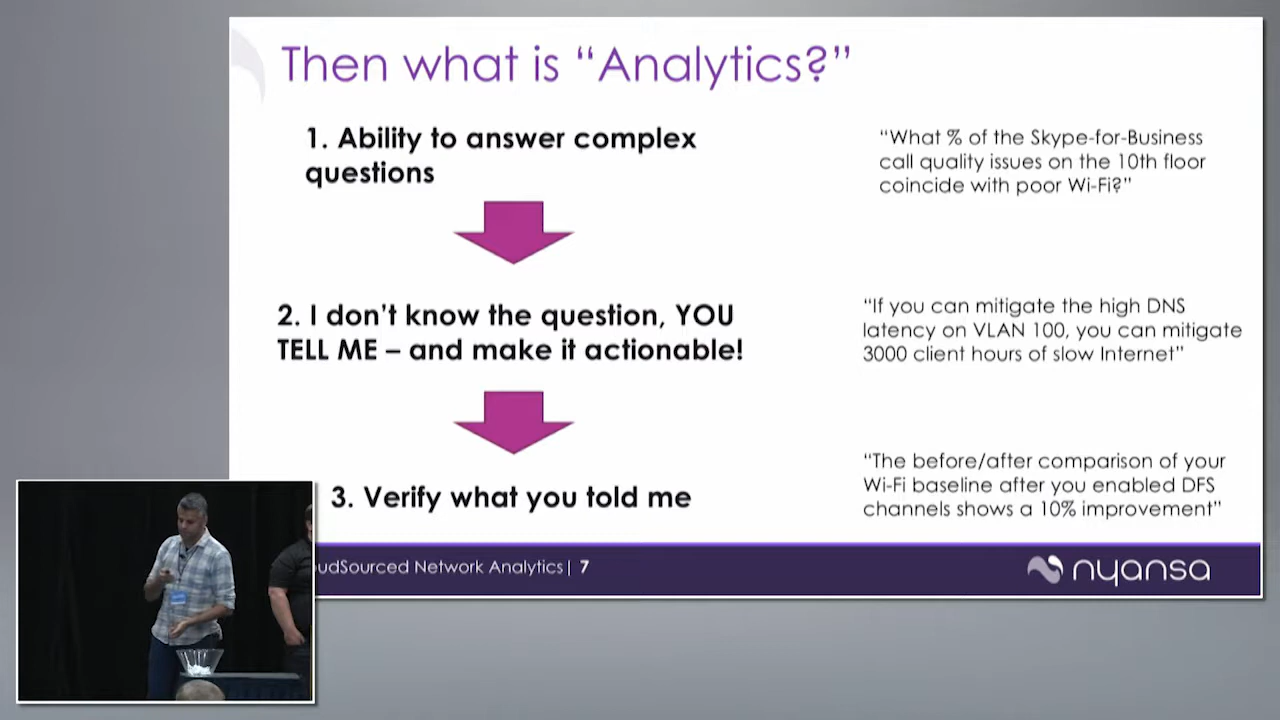 Then what is “Analytics?”
1. Ability to answer complex
questions
“What % of the Skype-for-Business
call quality issues on the 10th floor
coincide with poor Wi-Fi?”
2. I don’t know the question, YOU
TELL ME – and make it actionable!
“If you can mitigate the high DNS
latency on VLAN 100, you can mitigate
3000 client hours of slow Internet”
3. Verify what you told me
“The before/after comparison of your
Wi-Fi baseline after you enabled DFS
channels shows a 10% improvement”
oudSourced Network Analytics| 7
nyansa